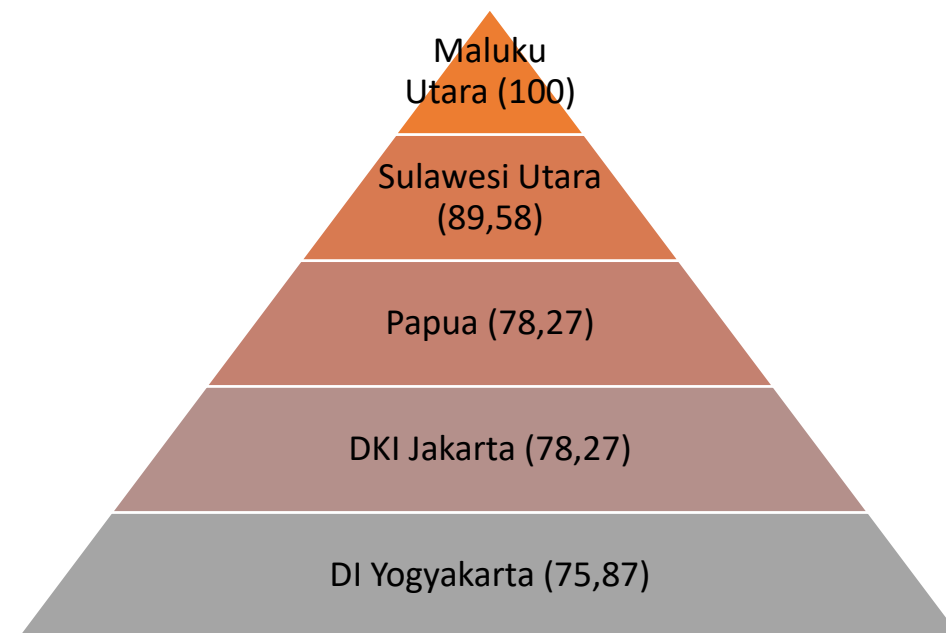 Maluku
Utara (100)
Sulawesi Utara
(89,58)
Papua (78,27)
DKI Jakarta (78,27)
DI Yogyakarta (75,87)